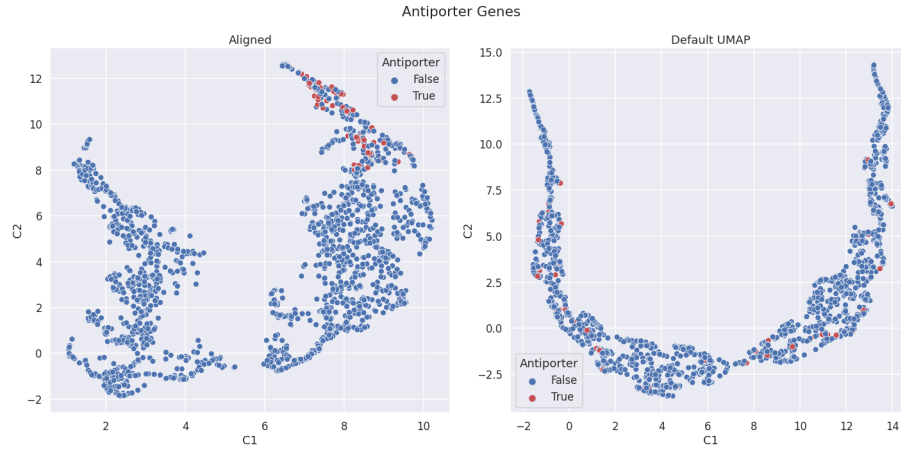 Antiporter Genes
Aligned
Antiporter
False
True
12
10
8
6
4
2
0
−2
C2
2
4
6
8
10
C1
Default UMAP
15.0
12.5
10.0
7.5
5.0
2.5
0.0
−2.5
C2
Antiporter
False
True
−2
0
2
4
6
8
10
12
14
C1